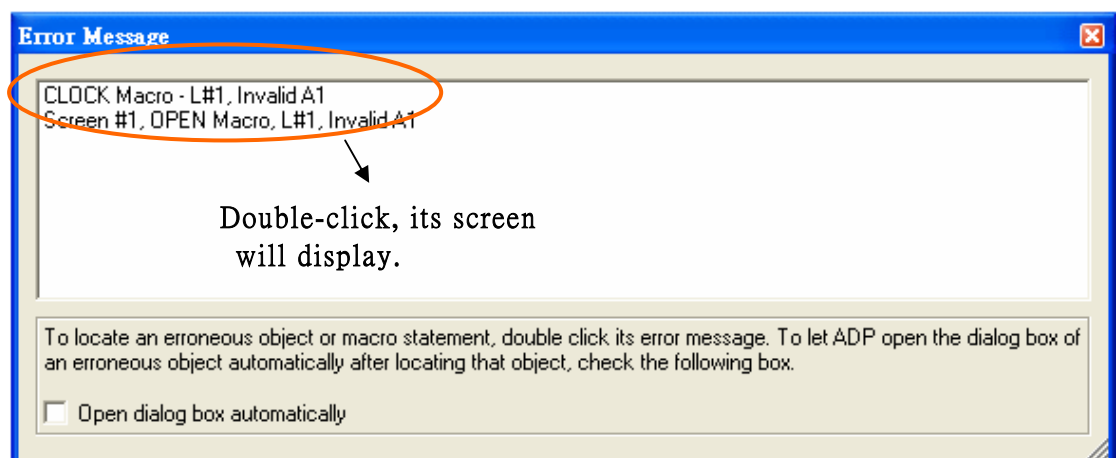 Error Message
CLOCK Macro - L#1, Invalid A1
Screen #1, OPEN Macro, L#1, Invalid A1
Double-click, its screen
will display.
To locate an erroneous object or macro statement, double click its error message. To let ADP open the dialog box of
an erroneous object automatically after locating that object, check the following box.
Open dialog box automatically